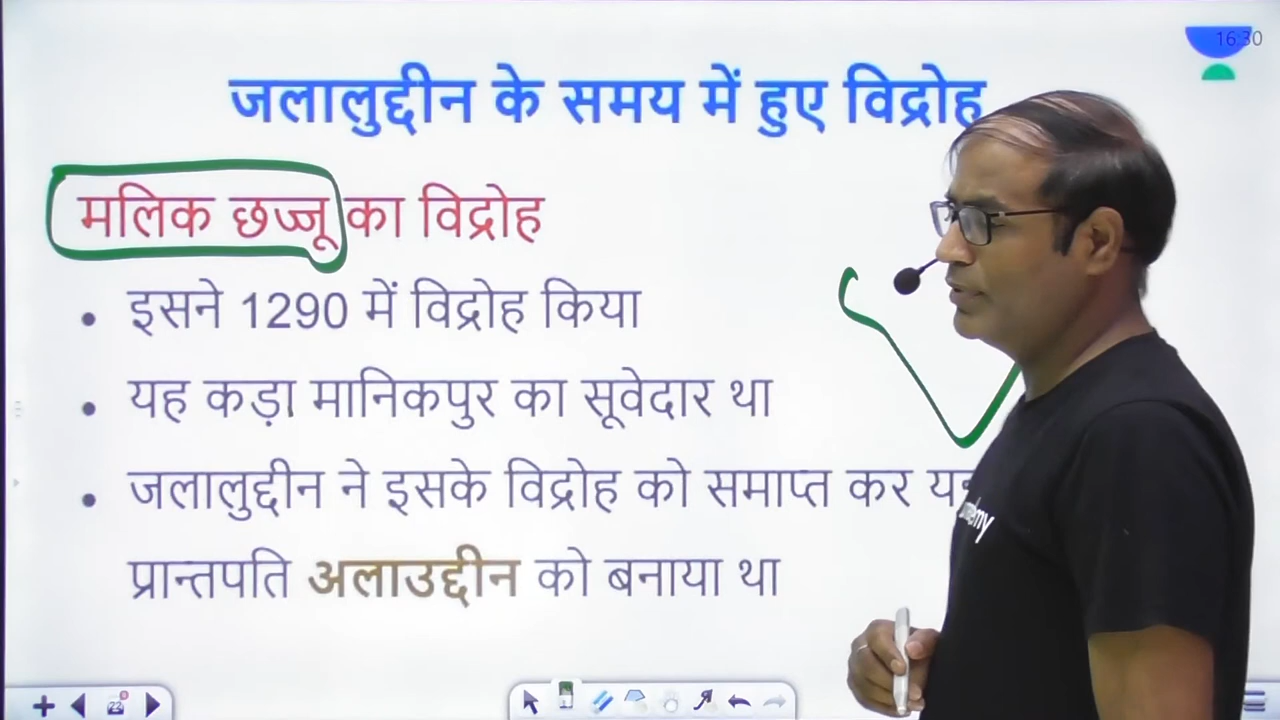 16:30
जलालुद्दीन के समय में हुए विद्रोह
मलिक छज्जू का विद्रोह
• इसने 1290 में विद्रोह किया
• यह कड़ा मानिकपुर का सूवेदार था
• जलालुद्दीन ने इसके विद्रोह को समाप्त कर
प्रान्तपति अलाउद्दीन को बनाया था
22